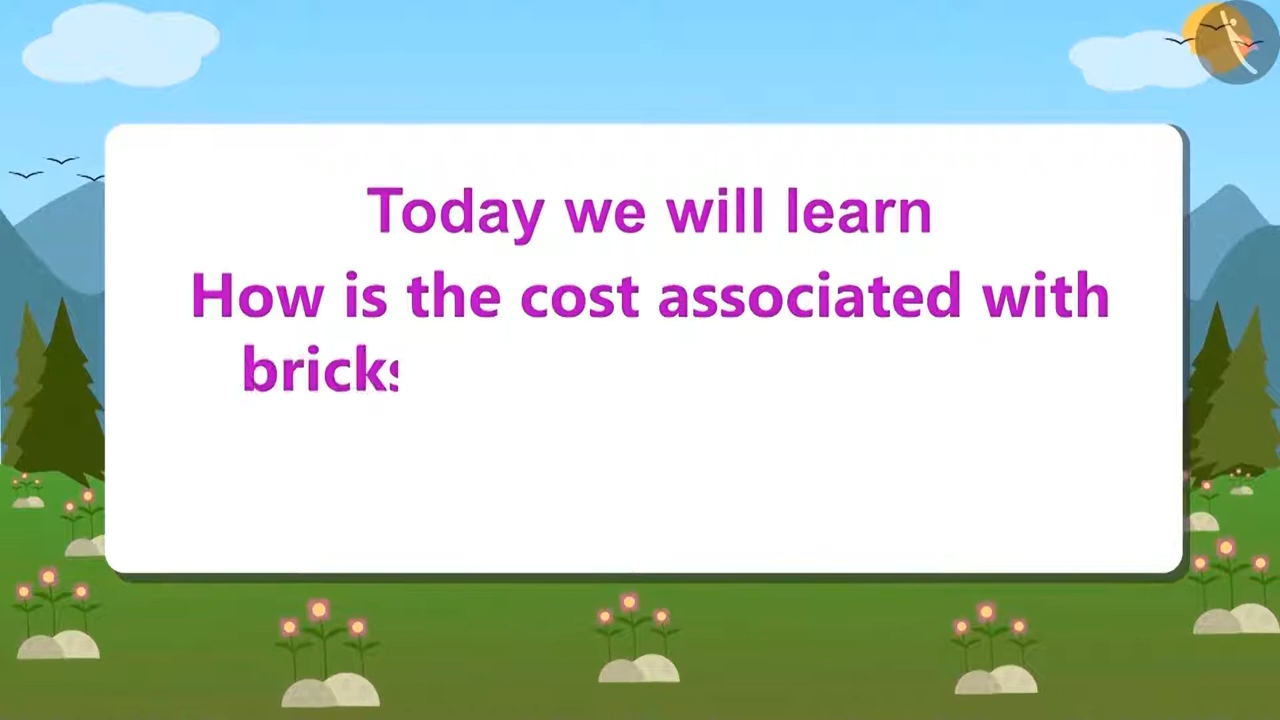 Today we will learn
How is the cost associated with
bricks